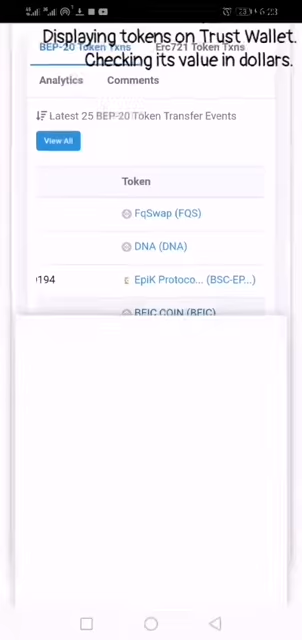 Displaying tokens on Trust Wallet.
Checking its value in dollars.
BEP-20 Token Txns Erc721 Token Txns
Analytics Comments
Latest 25 BEP-20 Token Transfer Events
View All
Token
FqSwap (FQS)
DNA (DNA)
194 EpiK Protoco... (BSC-EP...)
BFIC COIN (BFIC)